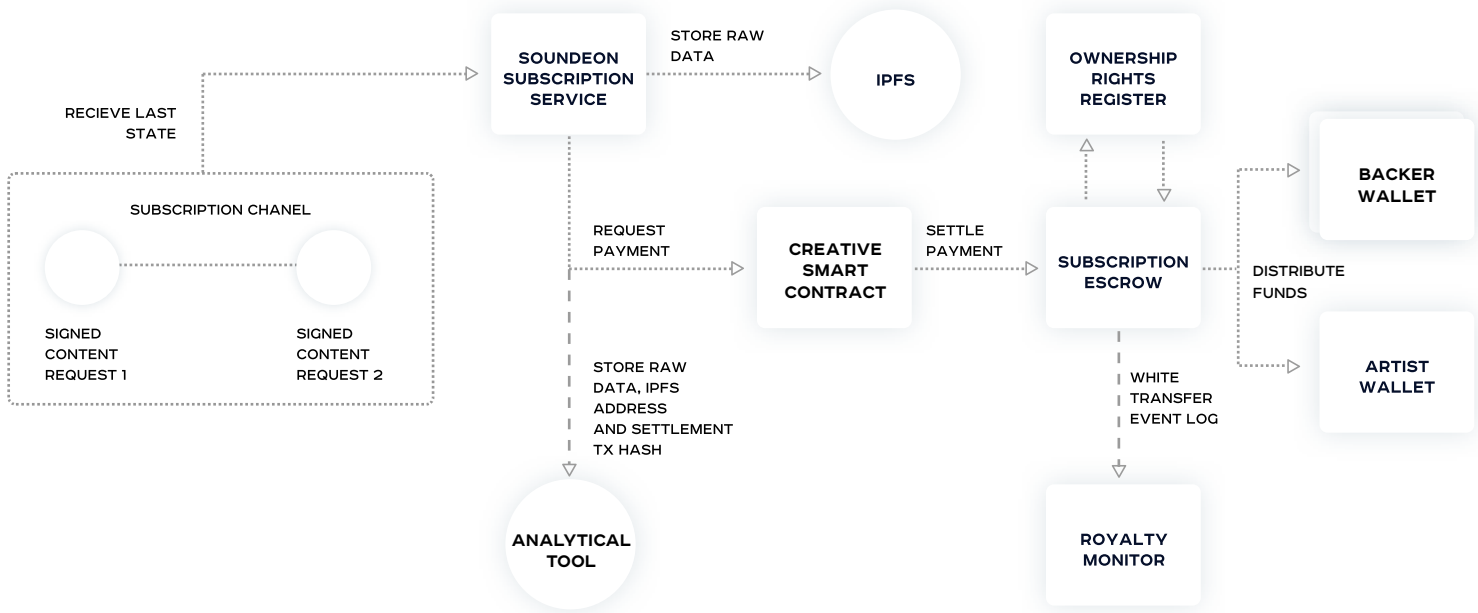 SOUNDEON
SUBSCRIPTION
SERVICE
STORE RAW
DATA
IPFS
OWNERSHIP
RIGHTS
REGISTER
RECIEVE LAST
STATE
SUBSCRIPTION CHANEL
SIGNED
CONTENT
REQUEST 1
SIGNED
CONTENT
REQUEST 2
REQUEST
PAYMENT
CREATIVE
SMART
CONTRACT
SETTLE
PAYMENT
SUBSCRIPTION
ESCROW
BACKER
WALLET
DISTRIBUTE
FUNDS
ARTIST
WALLET
STORE RAW
DATA, IPFS
ADDRESS
AND SETTLEMENT
TX HASH
WHITE
TRANSFER
EVENT LOG
ANALYTICAL
TOOL
ROYALTY
MONITOR